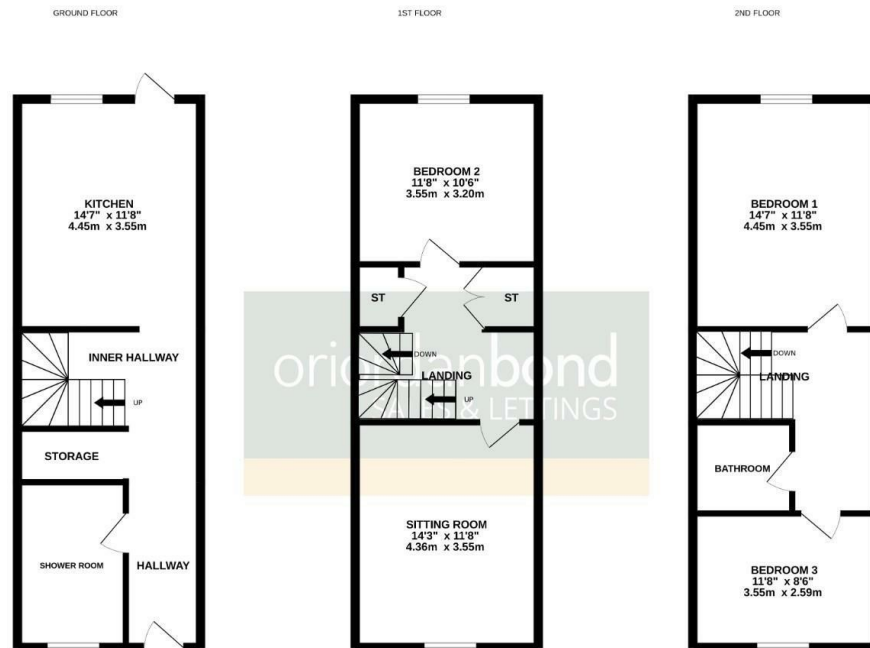 GROUND FLOOR
1ST FLOOR
2ND FLOOR
KITCHEN
14'7" x 11'8"
4.45m x 3.55m
INNER HALLWAY
UP
STORAGE
SHOWER ROOM
HALLWAY
BEDROOM 2
11'8" x 10'6"
3.55m x 3.20m
ST
ST
DOWN
LANDING
UP
oriordanbond
SALES & LETTINGS
SITTING ROOM
14'3" x 11'8"
4.36m x 3.55m
BEDROOM 1
14'7" x 11'8"
4.45m x 3.55m
DOWN
LANDING
BATHROOM
BEDROOM 3
11'8" x 8'6"
3.55m x 2.59m